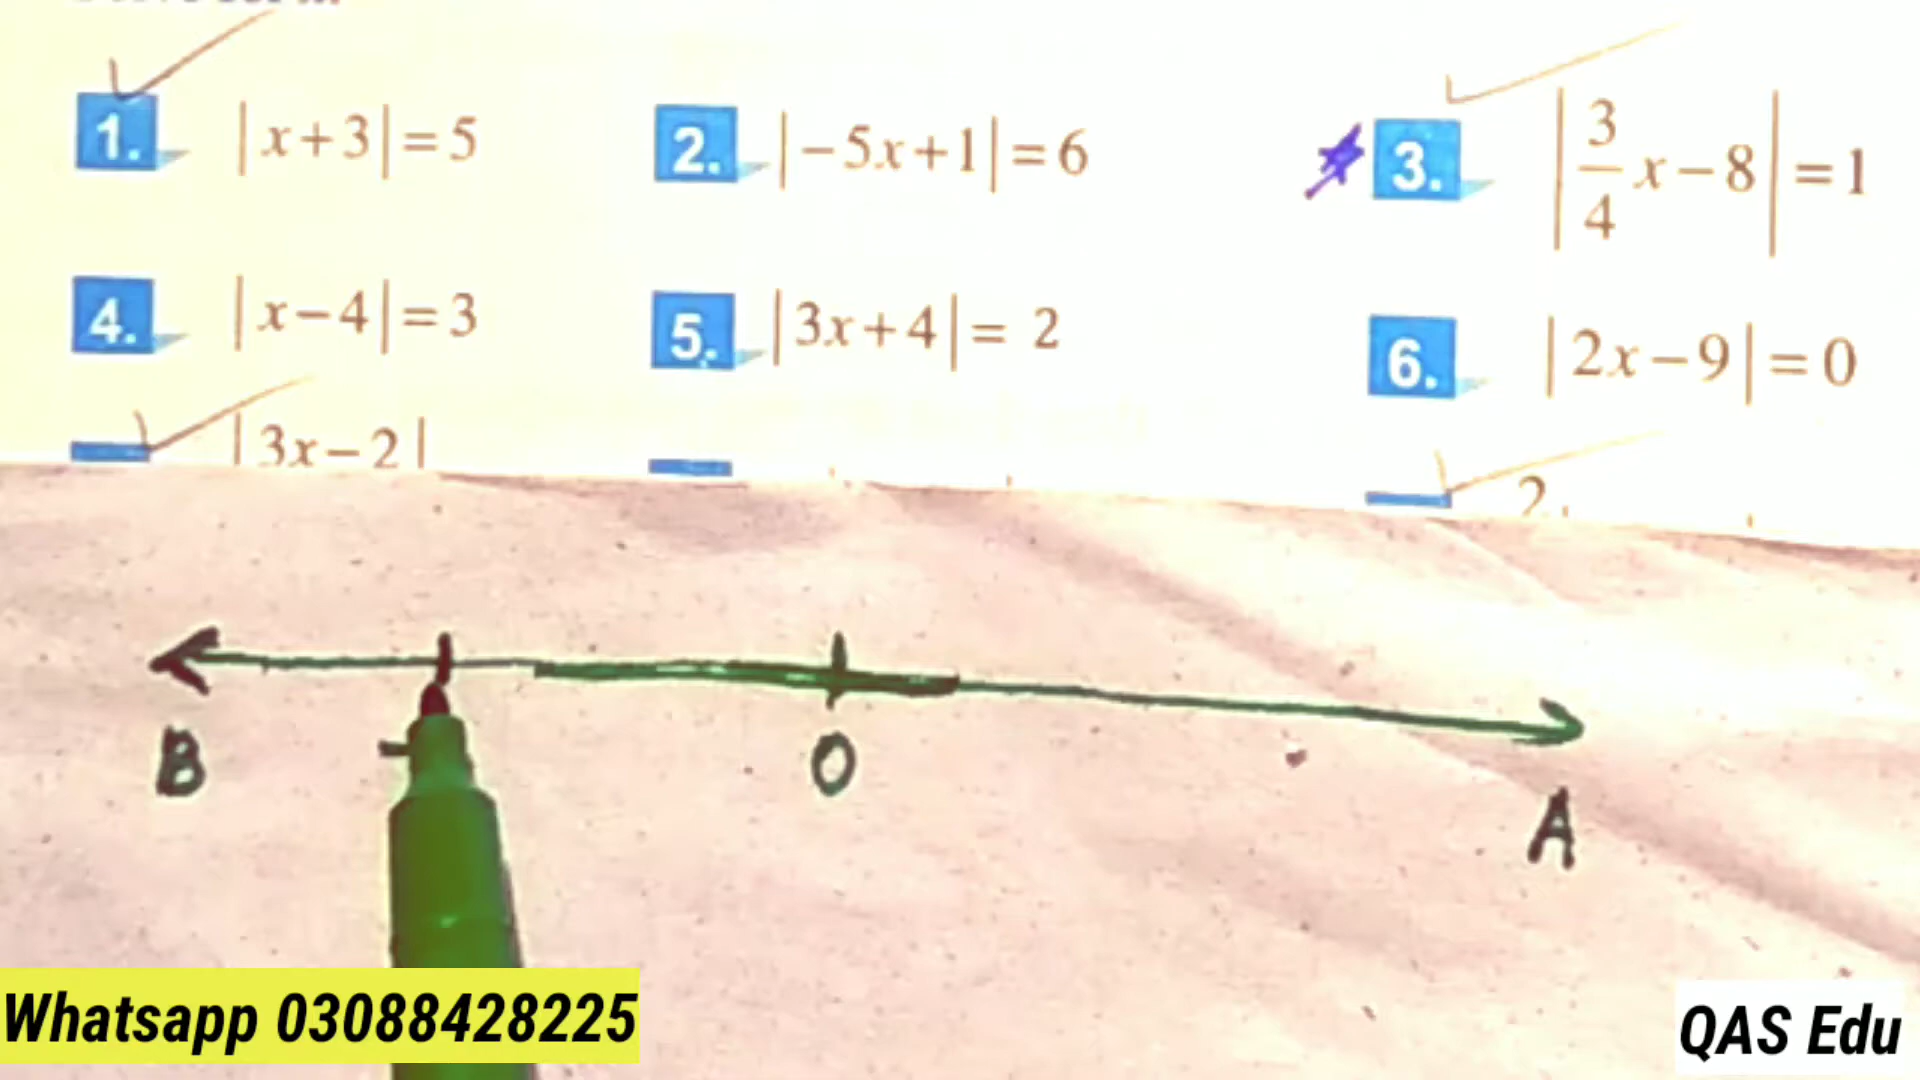 1. |x+3|=5
2. |-5x+1|=6
3. |3/4 x-8|=1
4. |x-4|=3
5. |3x+4|= 2
6. |2x-9|=0
|3x-2|
2
B
-
O
A
Whatsapp 03088428225
QAS Edu